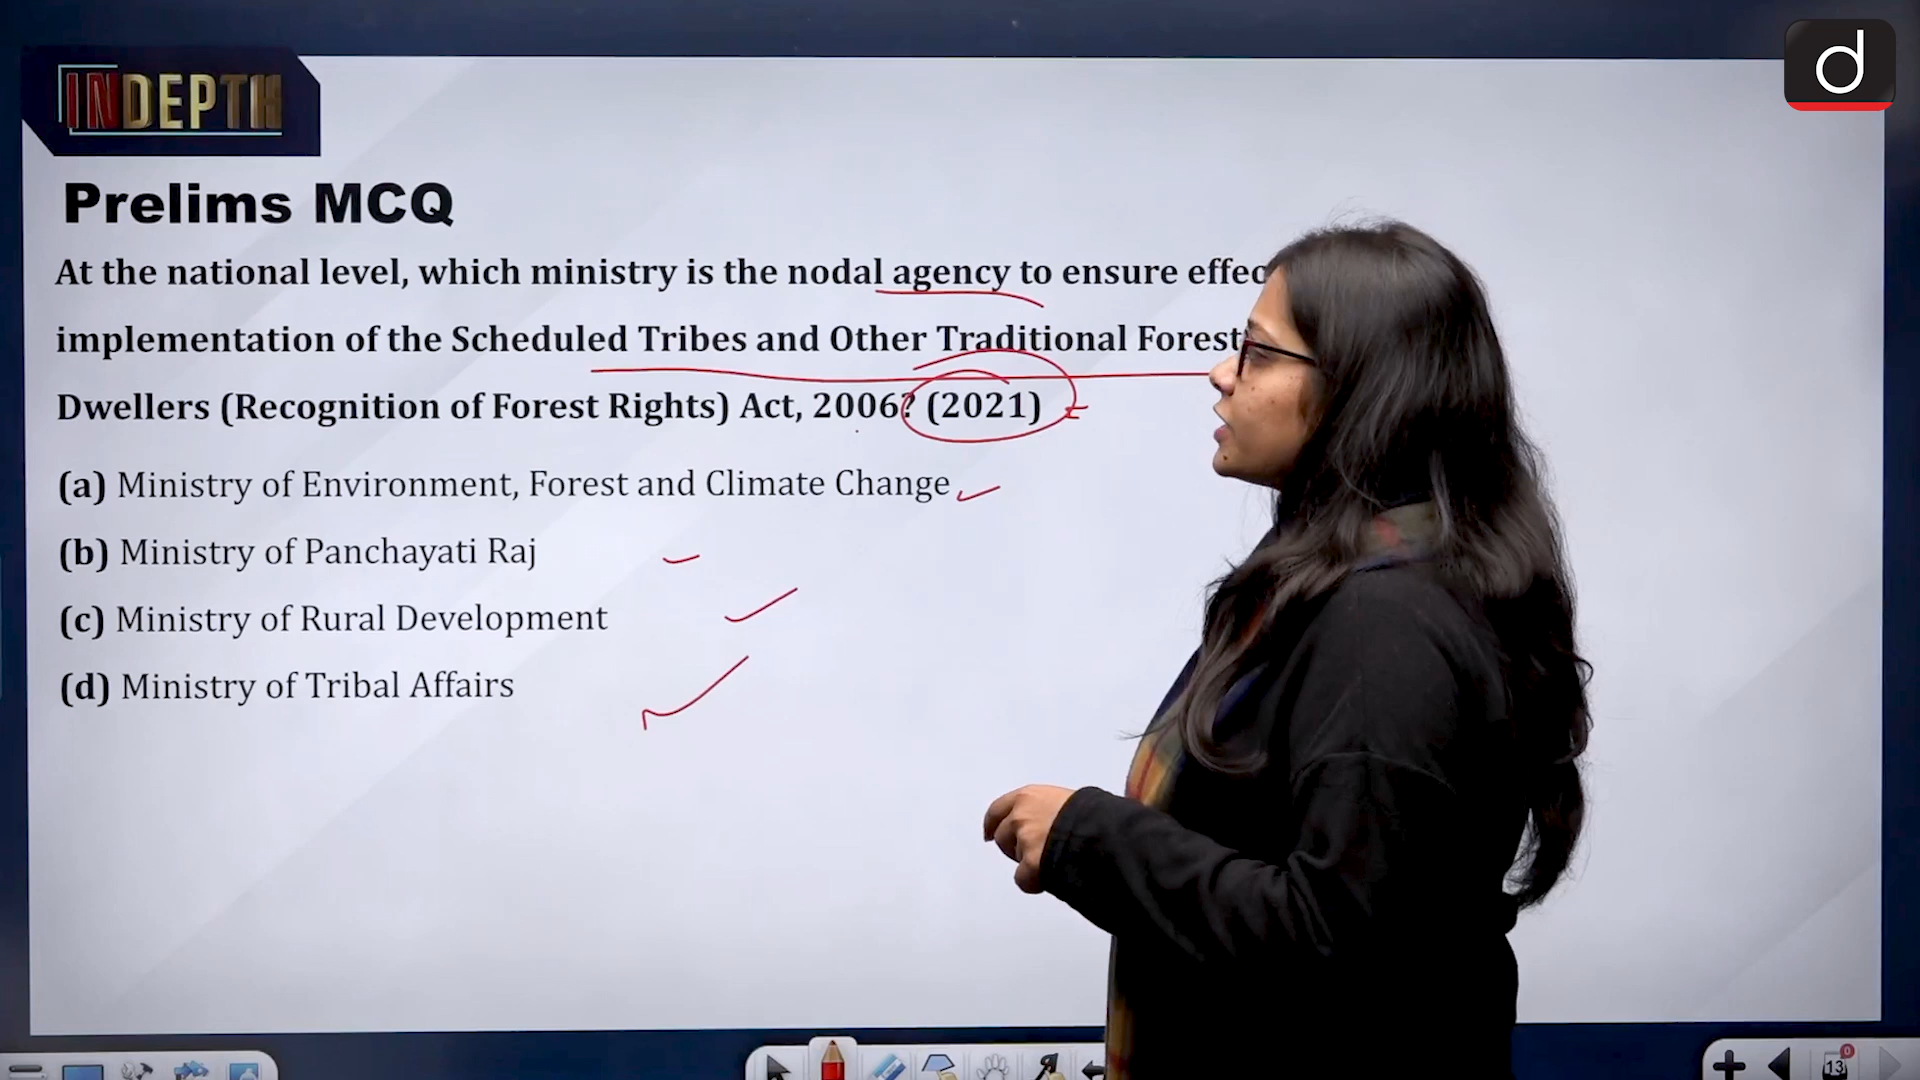 INDEPTH
d
Prelims MCQ
At the national level, which ministry is the nodal agency to ensure
implementation of the Scheduled Tribes and Other Traditional Forest
Dwellers (Recognition of Forest Rights) Act, 2006? (2021)
(a) Ministry of Environment, Forest and Climate Change
(b) Ministry of Panchayati Raj
(c) Ministry of Rural Development
(d) Ministry of Tribal Affairs
13
0